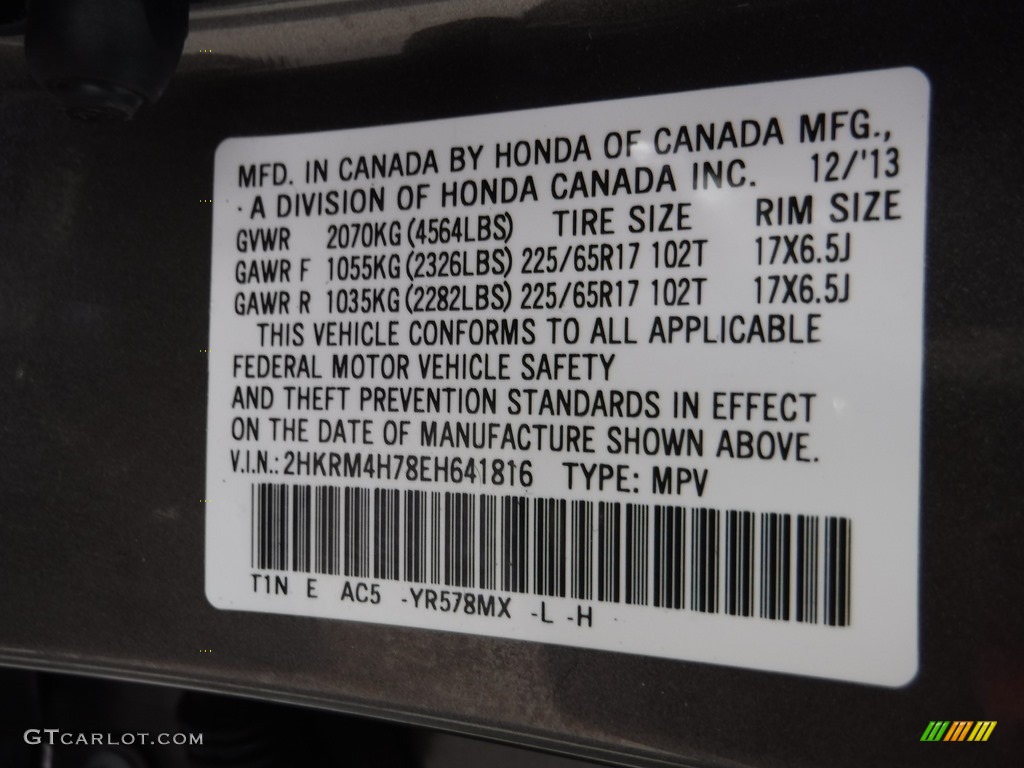 MFD. IN CANADA BY HONDA OF CANADA MFG.,
· A DIVISION OF HONDA CANADA INC. 12/'13
GVWR 2070KG (4564LBS) TIRE SIZE RIM SIZE
GAWR F 1055KG (2326LBS) 225/65R17 102T 17X6.5J
GAWR R 1035KG (2282LBS) 225/65R17 102T 17X6.5J
THIS VEHICLE CONFORMS TO ALL APPLICABLE
FEDERAL MOTOR VEHICLE SAFETY
AND THEFT PREVENTION STANDARDS IN EFFECT
ON THE DATE OF MANUFACTURE SHOWN ABOVE.
V.I.N.: 2HKRM4H78EH641816 TYPE: MPV
T1N E AC5 -YR578MX -L -H
GTCARLOT.COM